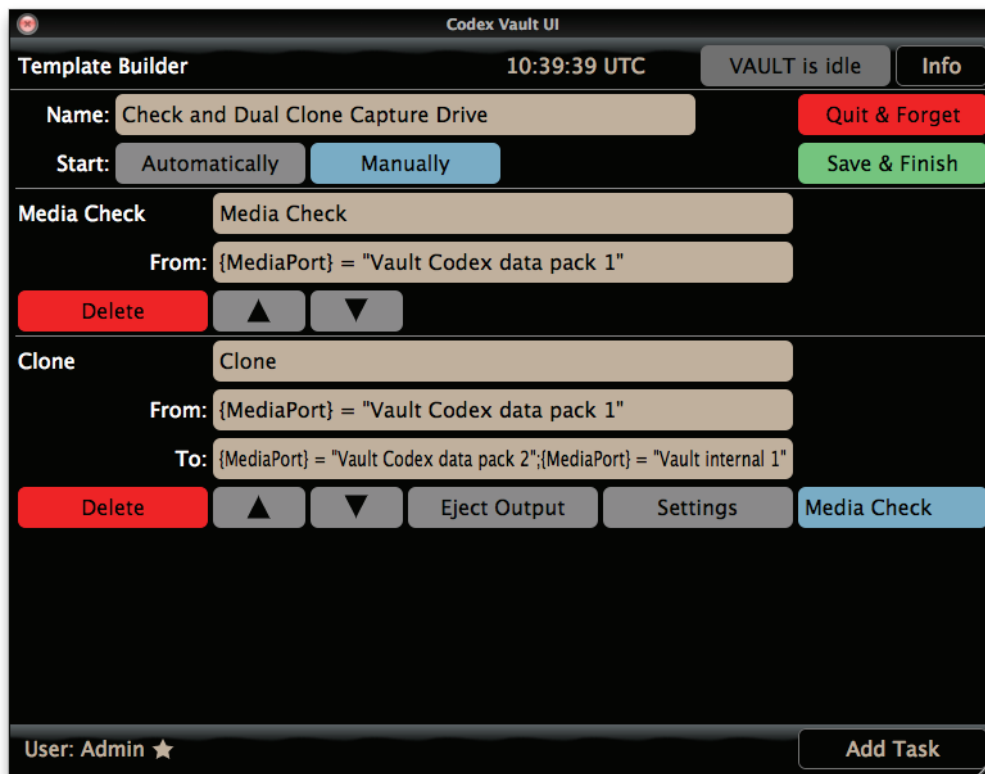 Codex Vault UI
Template Builder 10:39:39 UTC VAULT is idle Info
Name: Check and Dual Clone Capture Drive Quit & Forget
Start: Automatically Manually Save & Finish
Media Check Media Check
From: {MediaPort} = "Vault Codex data pack 1"
Delete ▲ ▼
Clone Clone
From: {MediaPort} = "Vault Codex data pack 1"
To: {MediaPort} = "Vault Codex data pack 2";{MediaPort} = "Vault internal 1"
Delete ▲ ▼ Eject Output Settings Media Check
User: Admin ★ Add Task